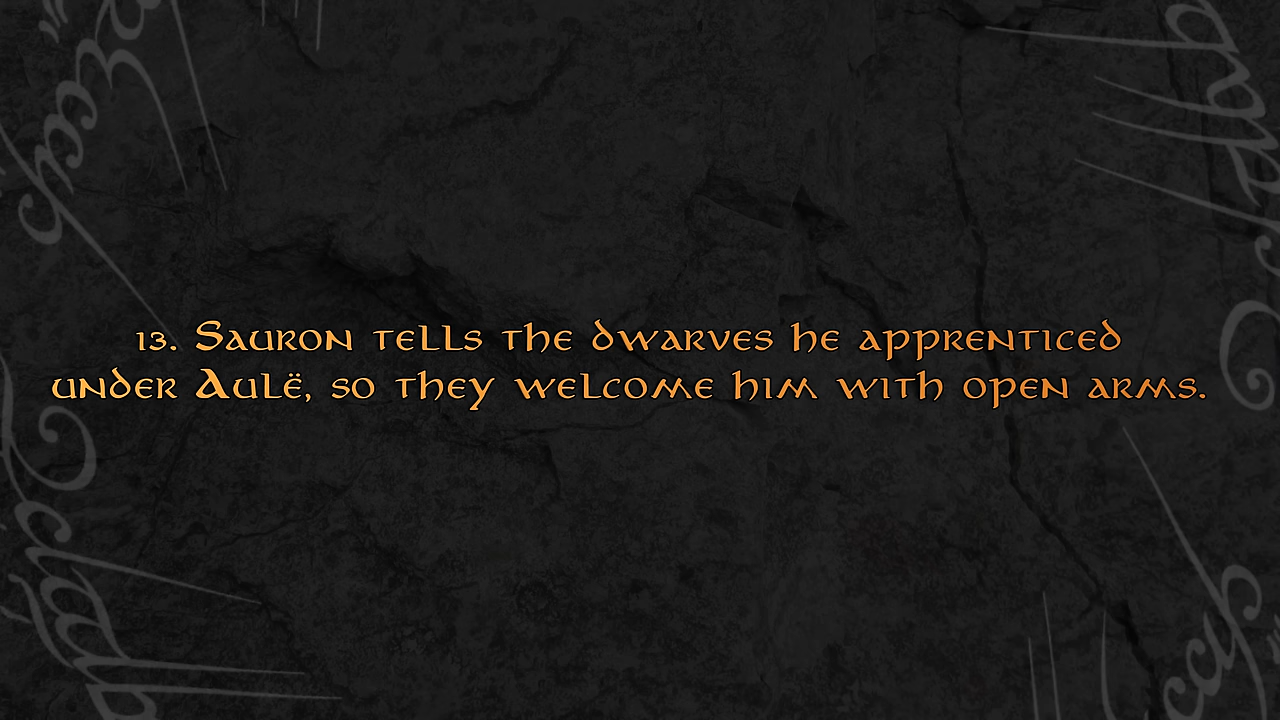 13. Sauron tells the dwarves he apprenticed
under Aulë, so they welcome him with open arms.